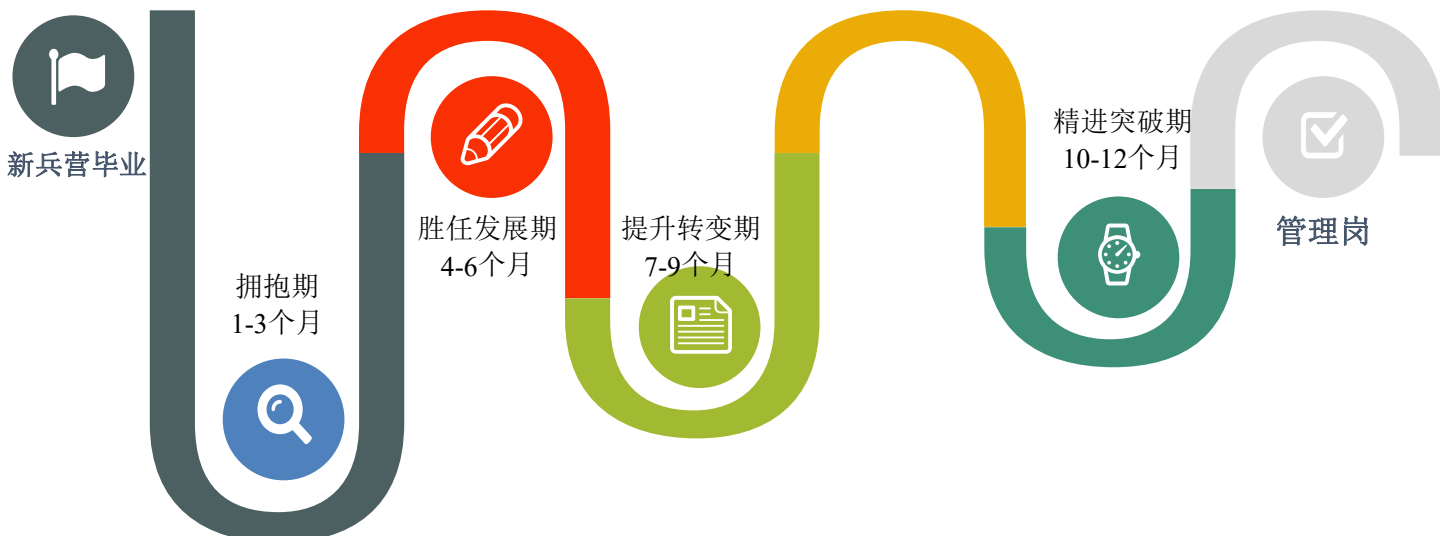 新兵营毕业
拥抱期
1-3个月
胜任发展期
4-6个月
提升转变期
7-9个月
精进突破期
10-12个月
管理岗